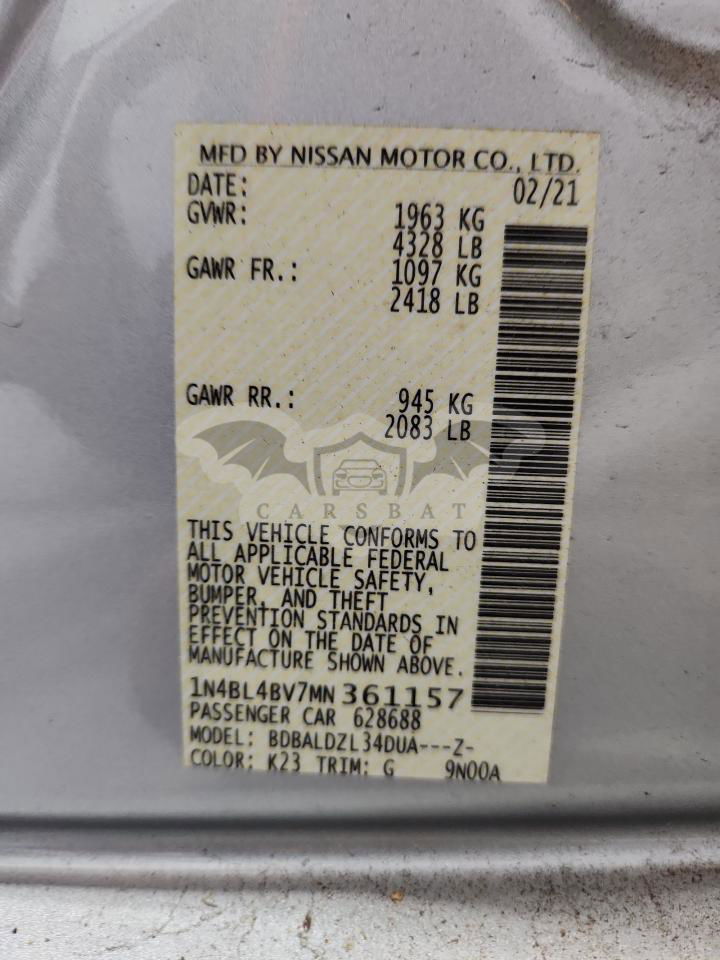 MFD BY NISSAN MOTOR CO., LTD.
DATE: 02/21
GVWR: 1963 KG
4328 LB
GAWR FR.: 1097 KG
2418 LB
GAWR RR.: 945 KG
2083 LB
CARSBAT
THIS VEHICLE CONFORMS TO
ALL APPLICABLE FEDERAL
MOTOR VEHICLE SAFETY,
BUMPER, AND THEFT
PREVENTION STANDARDS IN
EFFECT ON THE DATE OF
MANUFACTURE SHOWN ABOVE.
1N4BL4BV7MN361157
PASSENGER CAR 628688
MODEL: BDBALDZL34DUA---Z-
COLOR: K23 TRIM: G 9N00A